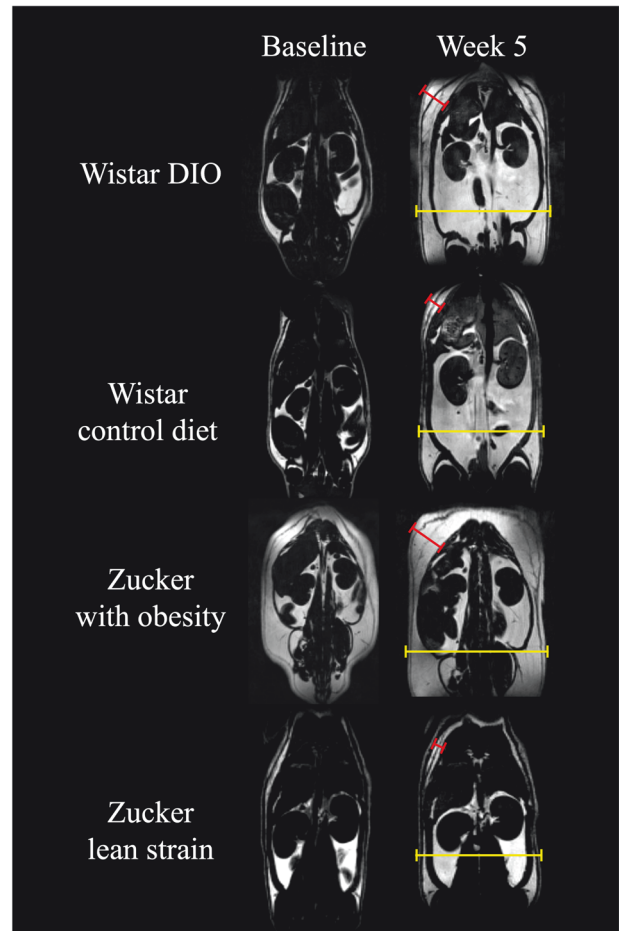 Baseline Week 5
Wistar DIO
Wistar
control diet
Zucker
with obesity
Zucker
lean strain